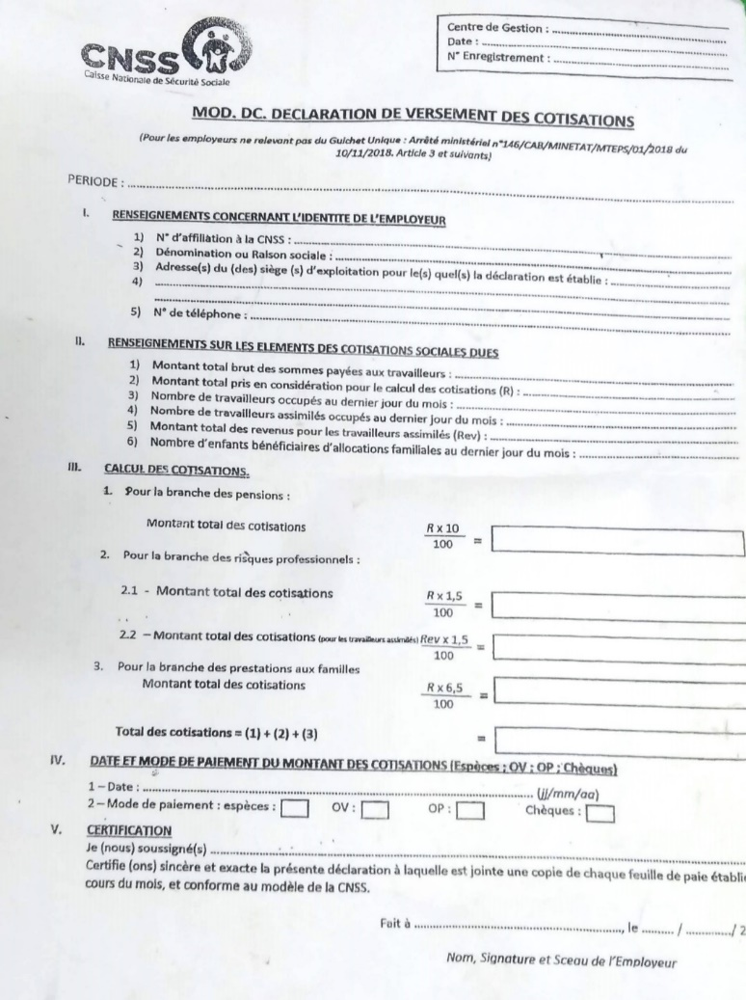 CNSS
Caisse Nationale de Sécurité Sociale
Centre de Gestion : ........................
Date : ........................
N° Enregistrement : ........................
MOD. DC. DECLARATION DE VERSEMENT DES COTISATIONS
(Pour les employeurs ne relevant pas du Guichet Unique : Arrêté ministériel n°146/CAB/MINETAT/MTEPS/01/2018 du
10/11/2018. Article 3 et suivants)
PERIODE : ........................
I. RENSEIGNEMENTS CONCERNANT L'IDENTITE DE L'EMPLOYEUR
1) N° d'affiliation à la CNSS : ........................
2) Dénomination ou Raison sociale : ........................
3) Adresse(s) du (des) siège (s) d'exploitation pour le(s) quel(s) la déclaration est établie : ........................
4) ........................
........................
5) N° de téléphone : ........................
II. RENSEIGNEMENTS SUR LES ELEMENTS DES COTISATIONS SOCIALES DUES
1) Montant total brut des sommes payées aux travailleurs : ........................
2) Montant total pris en considération pour le calcul des cotisations (R) : ........................
3) Nombre de travailleurs occupés au dernier jour du mois : ........................
4) Nombre de travailleurs assimilés occupés au dernier jour du mois : ........................
5) Montant total des revenus pour les travailleurs assimilés (Rev) : ........................
6) Nombre d'enfants bénéficiaires d'allocations familiales au dernier jour du mois : ........................
III. CALCUL DES COTISATIONS.
1. Pour la branche des pensions :
Montant total des cotisations R x 10
100 =
2. Pour la branche des risques professionnels :
2.1 - Montant total des cotisations R x 1,5
100 =
2.2 – Montant total des cotisations (pour les travailleurs assimilés) Rev x 1,5
100 =
3. Pour la branche des prestations aux familles
Montant total des cotisations R x 6,5
100 =
Total des cotisations = (1) + (2) + (3) =
IV. DATE ET MODE DE PAIEMENT DU MONTANT DES COTISATIONS (Espèces ; OV ; OP ; Chèques)
1 – Date : ........................ (jj/mm/aa)
2 – Mode de paiement : espèces : OV : OP : Chèques :
V. CERTIFICATION
Je (nous) soussigné(s) ........................
Certifie (ons) sincère et exacte la présente déclaration à laquelle est jointe une copie de chaque feuille de paie établi
cours du mois, et conforme au modèle de la CNSS.
Fait à ........................, le .......... / ............../ 2
Nom, Signature et Sceau de l'Employeur